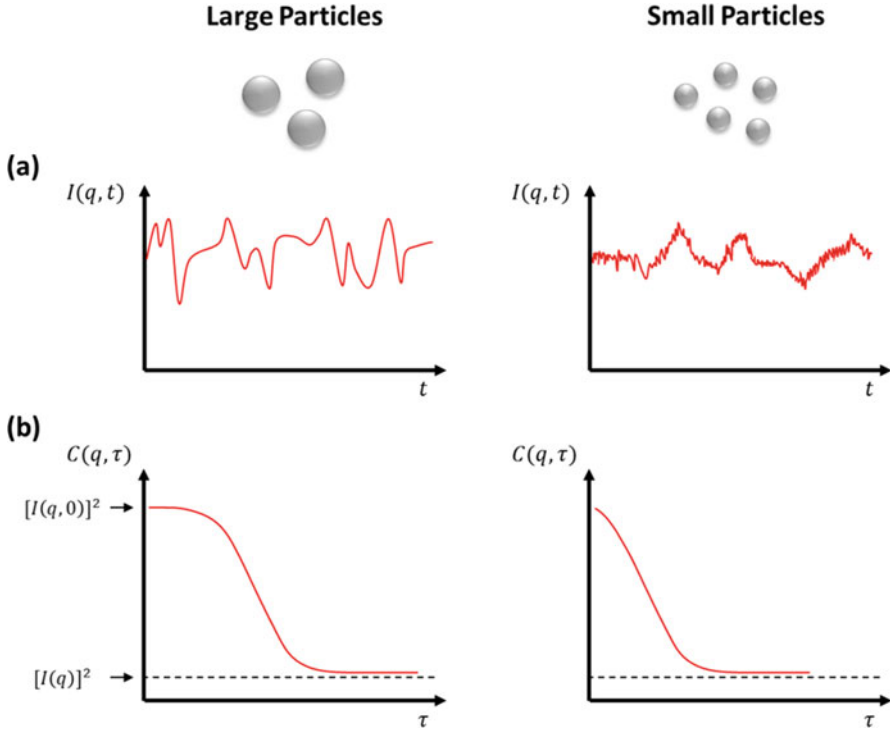 Large Particles
Small Particles
(a)
I(q, t)
t
I(q, t)
t
(b)
C(q, τ)
[I(q, 0)]²
[I(q)]²
τ
C(q, τ)
τ